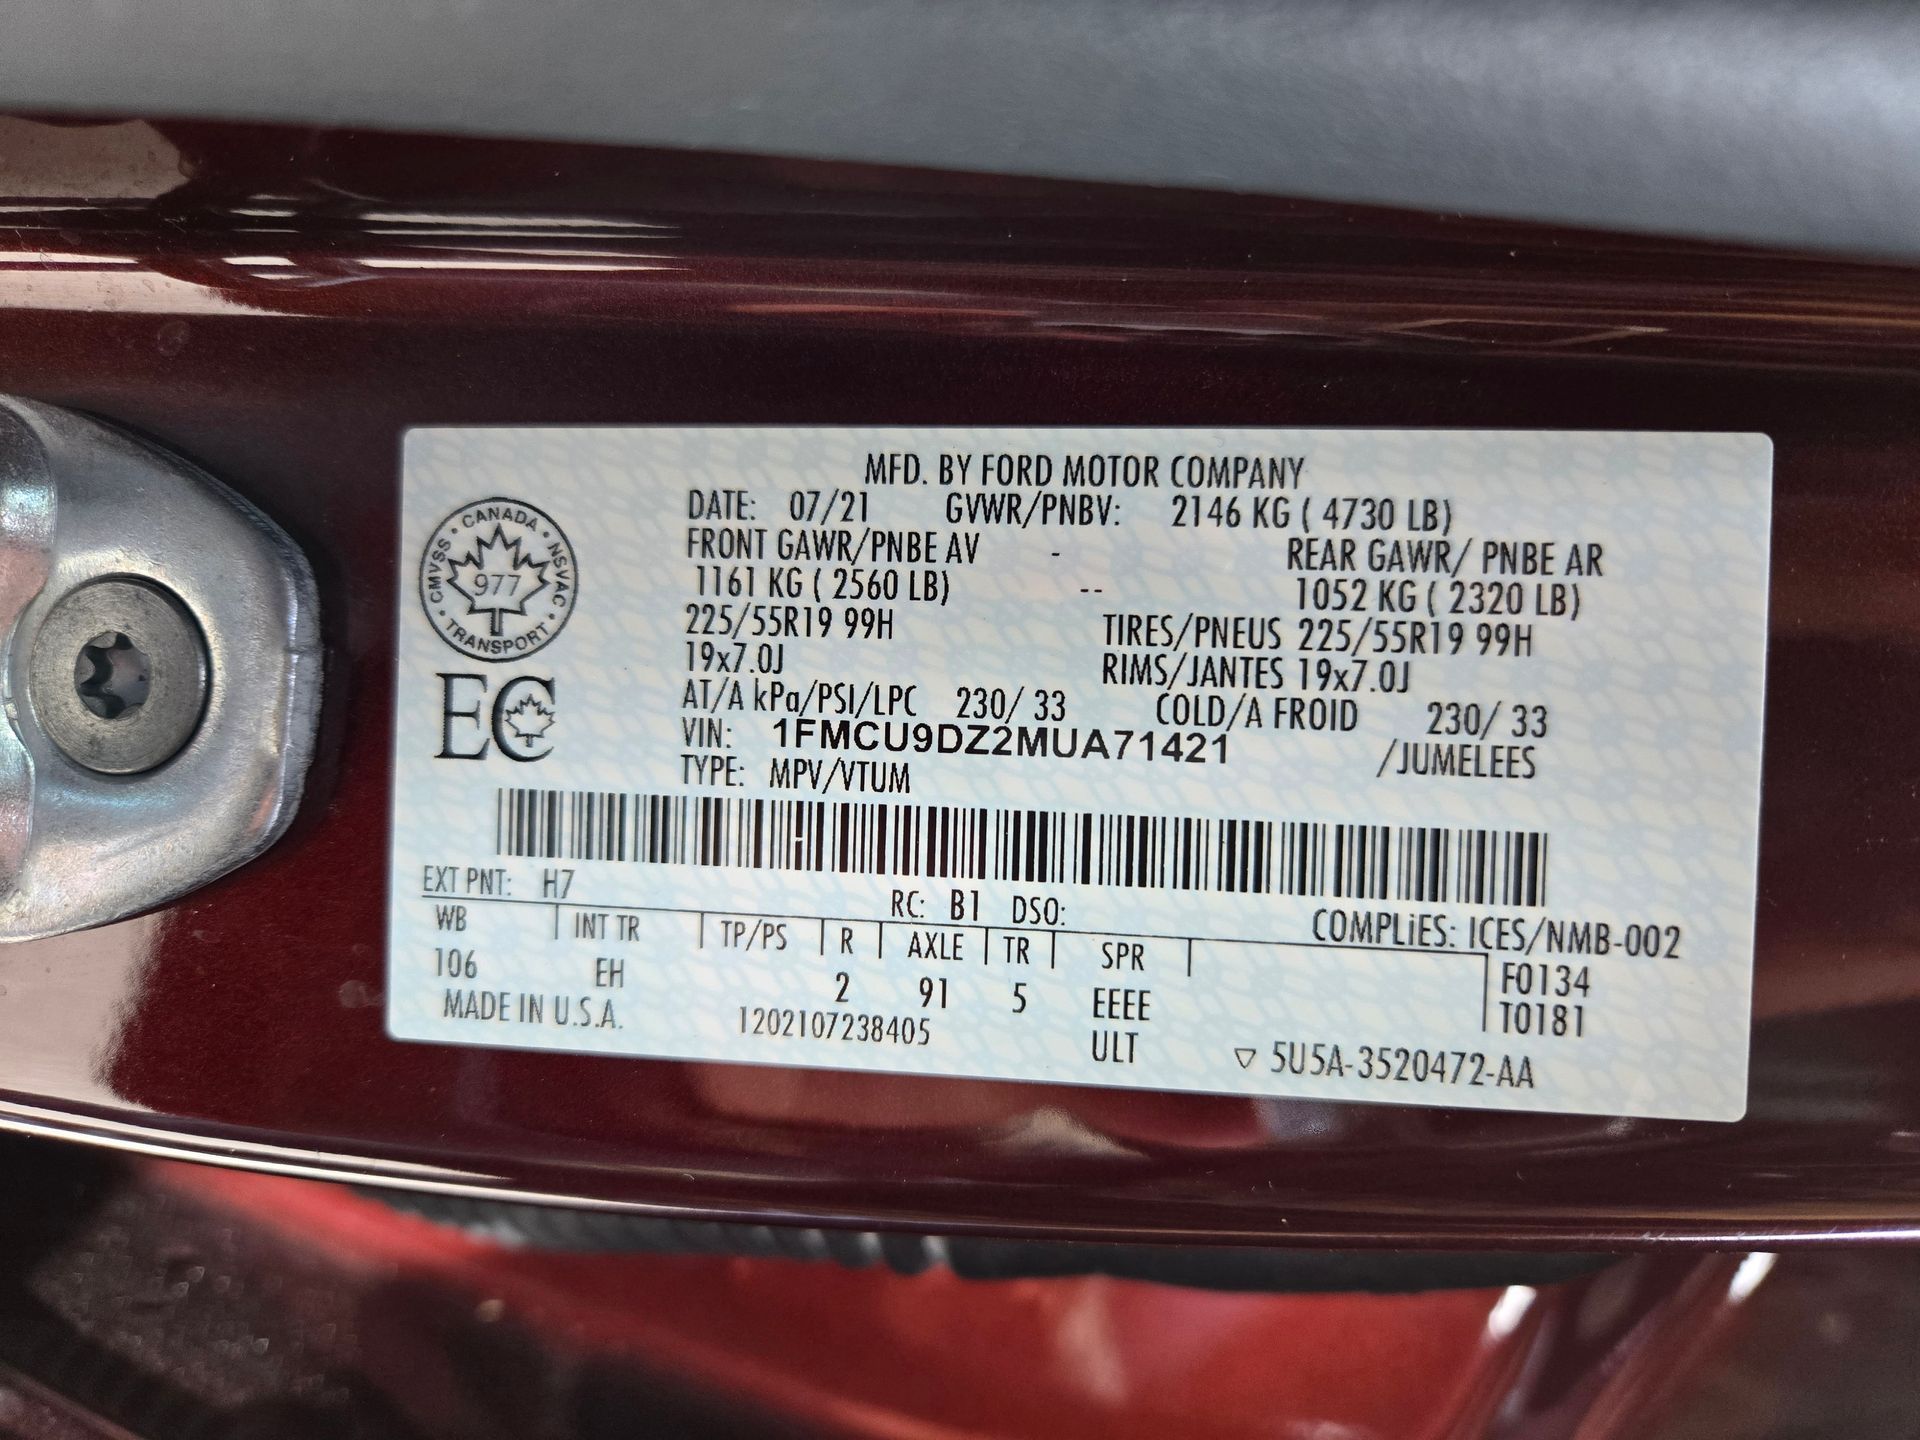 MFD. BY FORD MOTOR COMPANY
DATE: 07/21 GVWR/PNBV: 2146 KG ( 4730 LB)
FRONT GAWR/PNBE AV - REAR GAWR/ PNBE AR
1161 KG ( 2560 LB) -- 1052 KG ( 2320 LB)
225/55R19 99H TIRES/PNEUS 225/55R19 99H
19x7.0J RIMS/JANTES 19x7.0J
AT/A kPa/PSI/LPC 230/ 33 COLD/A FROID 230/ 33
VIN: 1FMCU9DZ2MUA71421 /JUMELEES
TYPE: MPV/VTUM
CANADA · NSVAC · TRANSPORT · CMVSS ·
977
EC
EXT PNT: H7 RC: B1 DSO: COMPLiES: ICES/NMB-002
WB | INT TR | TP/PS | R | AXLE | TR | SPR | F0134
106 EH 2 91 5 EEEE T0181
MADE IN U.S.A. 1202107238405 ULT ▽ 5U5A-3520472-AA